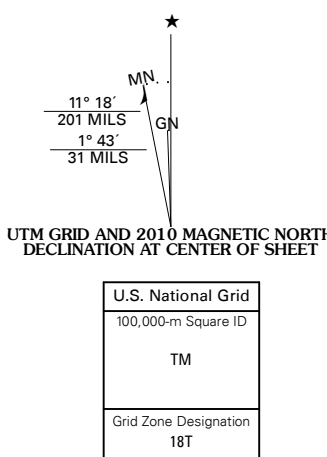 ★
MN
11° 18´
201 MILS
GN
1° 43´
31 MILS
UTM GRID AND 2010 MAGNETIC NORTH
DECLINATION AT CENTER OF SHEET
U.S. National Grid
100,000-m Square ID
TM
Grid Zone Designation
18T